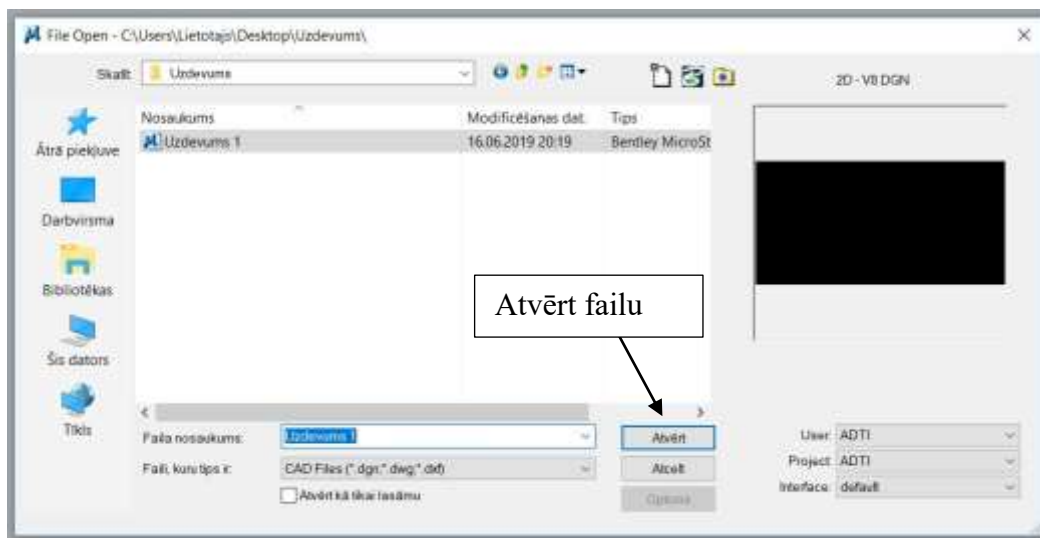 File Open - C:\Users\Lietotajs\Desktop\Uzdevums\
Skatīt: Uzdevums
2D - V8 DGN
Nosaukums Modificēšanas dat. Tips
Uzdevums 1 16.06.2019 20:19 Bentley MicroSt
Ātrā piekļuve
Darbvirsma
Bibliotēkas
Šis dators
Tīkls
Atvērt failu
Faila nosaukums: Uzdevums 1 Atvērt
Faili, kuru tips ir: CAD Files (*.dgn;*.dwg;*.dxf) Atcelt
Atvērt kā tikai lasāmu Options
User: ADTI
Project: ADTI
Interface: default